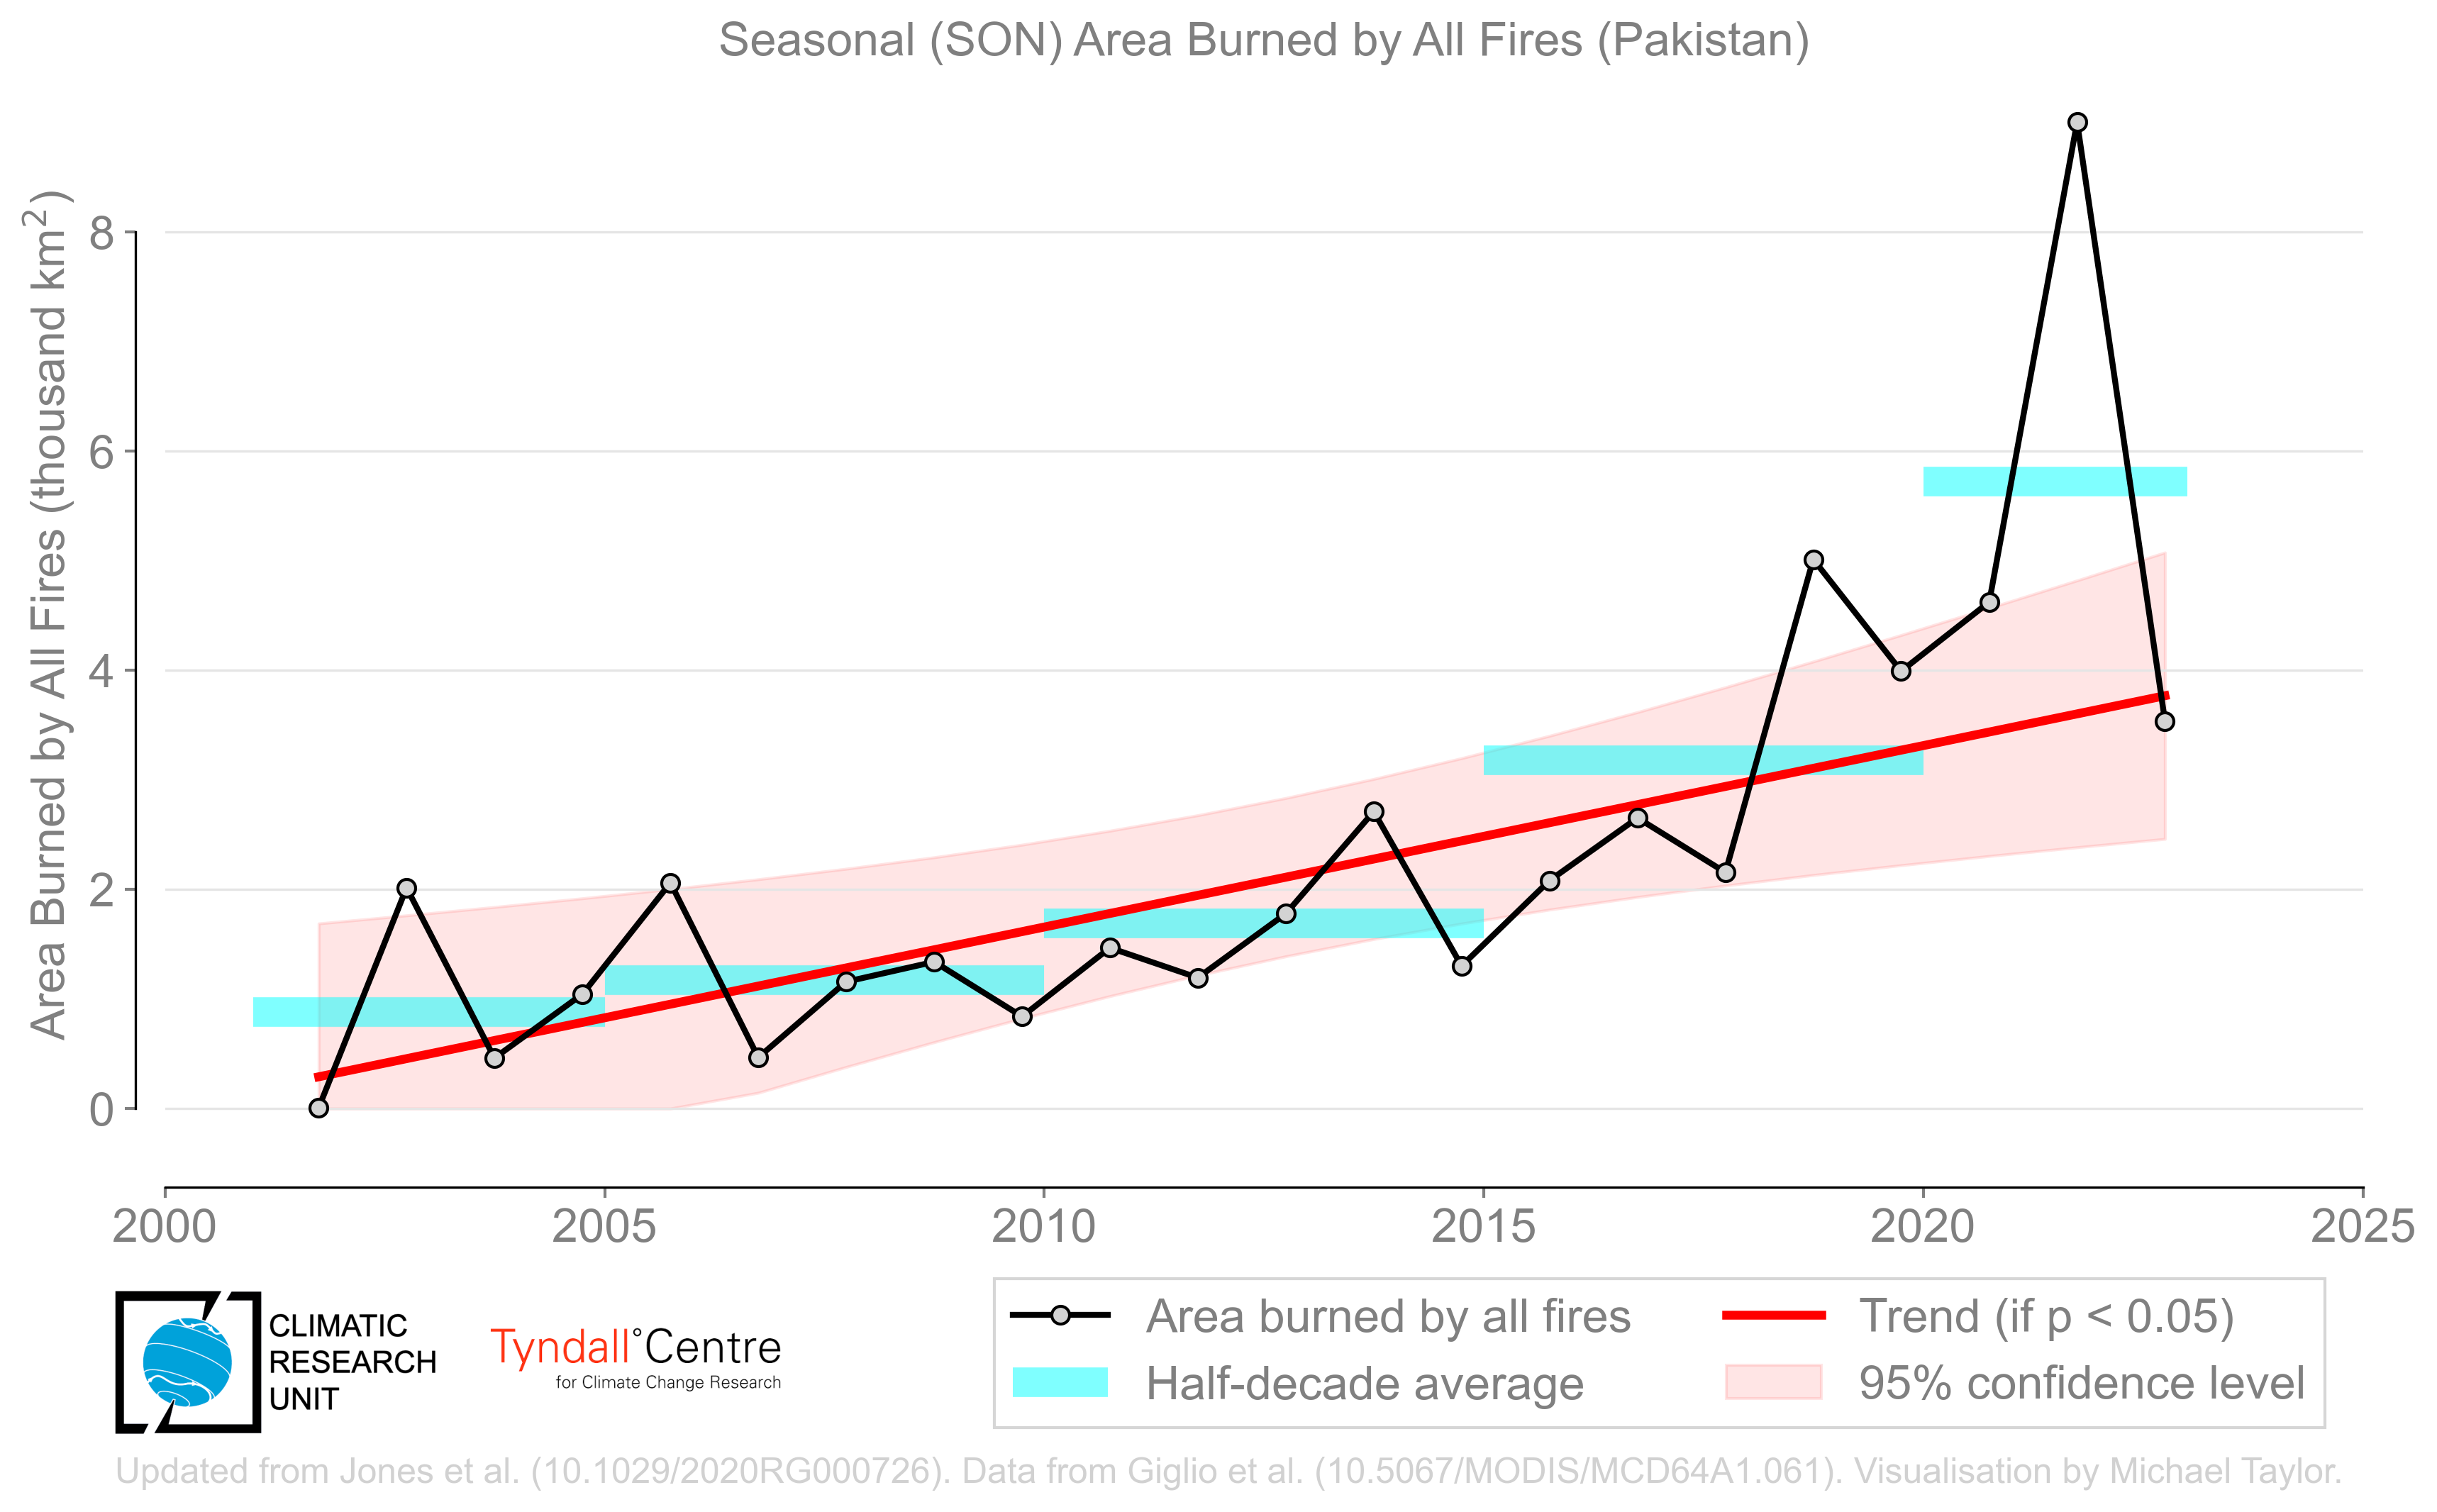 Seasonal (SON) Area Burned by All Fires (Pakistan)
Area Burned by All Fires (thousand km²)
8
6
4
2
0
2000
2005
2010
2015
2020
2025
CLIMATIC
RESEARCH
UNIT
Tyndall°Centre
for Climate Change Research
Area burned by all fires
Half-decade average
Trend (if p < 0.05)
95% confidence level
Updated from Jones et al. (10.1029/2020RG000726). Data from Giglio et al. (10.5067/MODIS/MCD64A1.061). Visualisation by Michael Taylor.